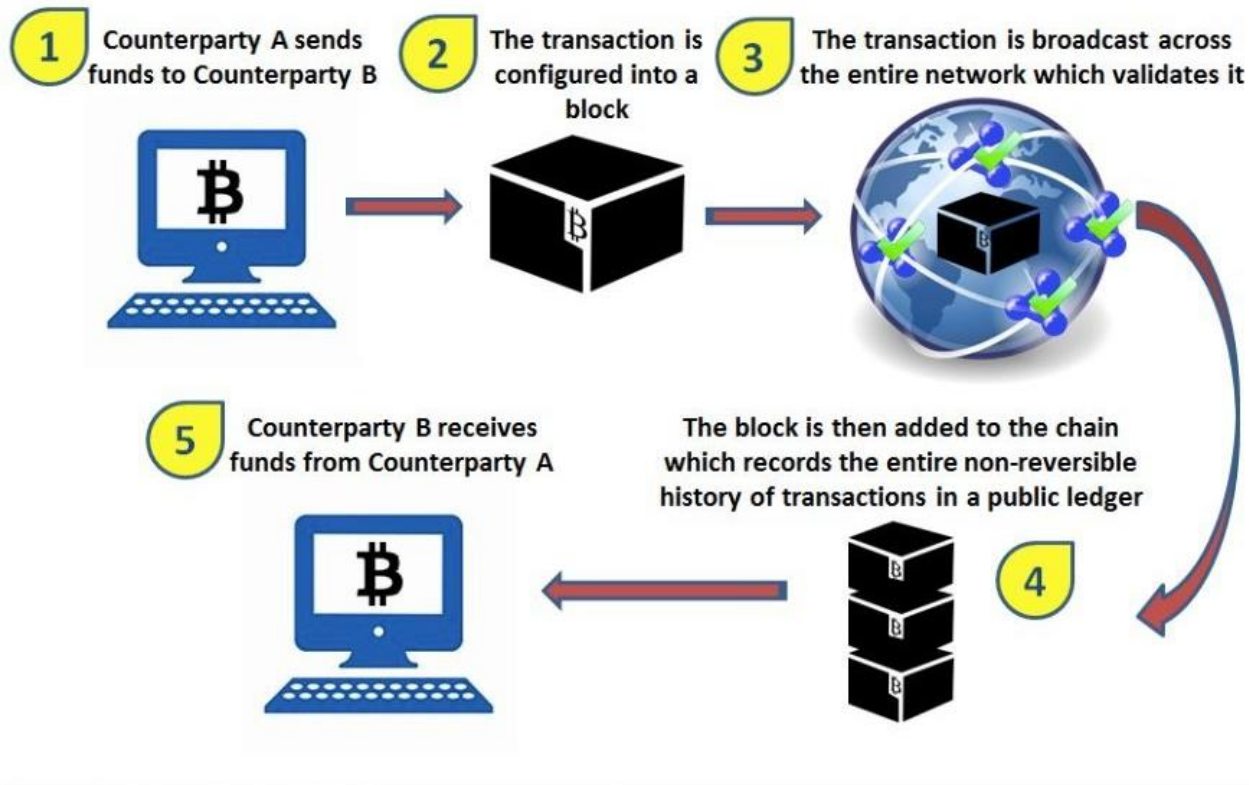 1
Counterparty A sends
funds to Counterparty B
2
The transaction is
configured into a
block
3
The transaction is broadcast across
the entire network which validates it
5
Counterparty B receives
funds from Counterparty A
The block is then added to the chain
which records the entire non-reversible
history of transactions in a public ledger
4